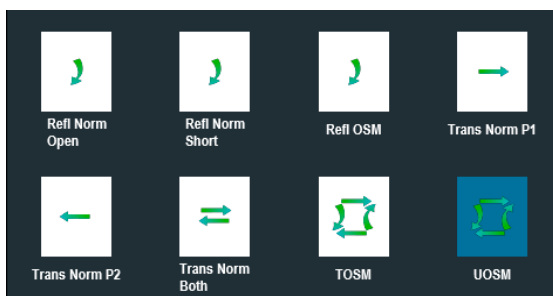 Refl Norm
Open
Refl Norm
Short
Refl OSM
Trans Norm P1
Trans Norm P2
Trans Norm
Both
TOSM
UOSM